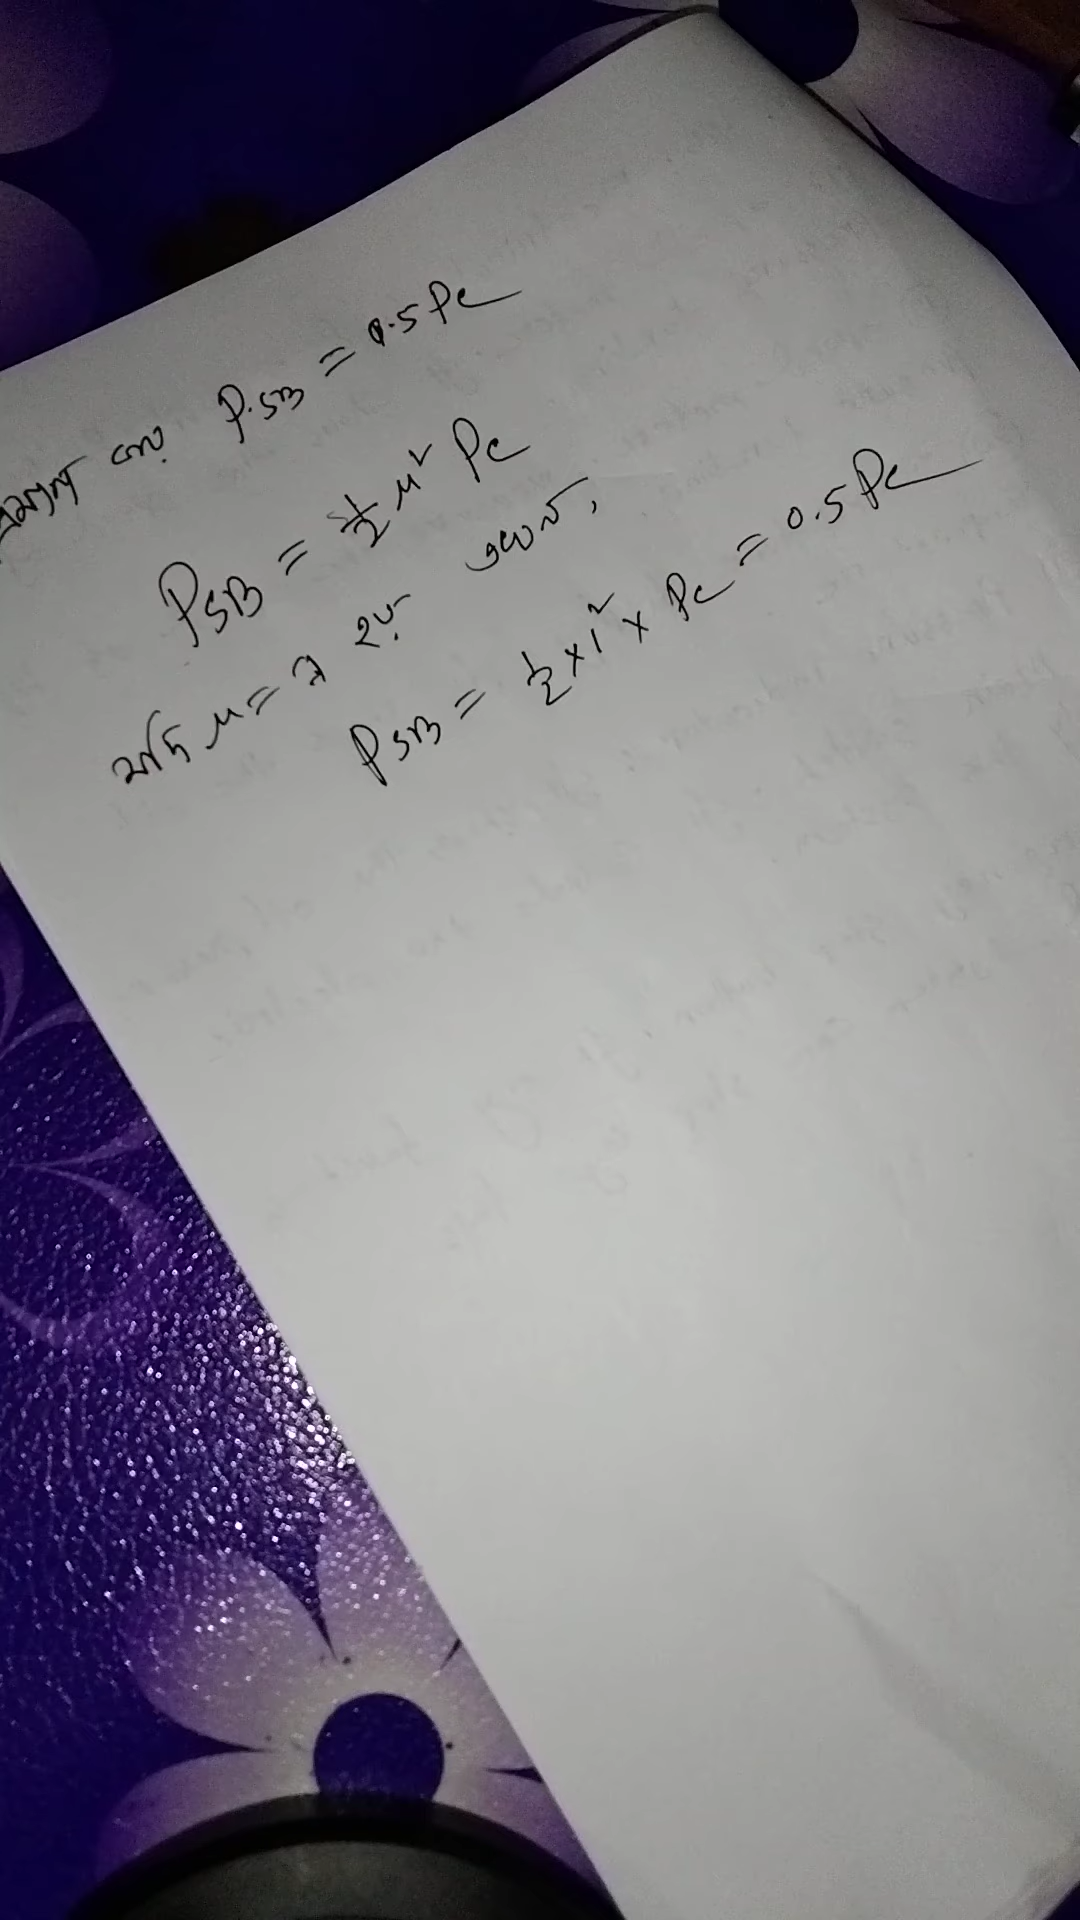 প্রমাণ কর P.SB = 0.5 Pc
PSB = ½ μ² Pc
যদি μ = ১ হয় তখন,
PSB = ½ × 1² × Pc = 0.5 Pc